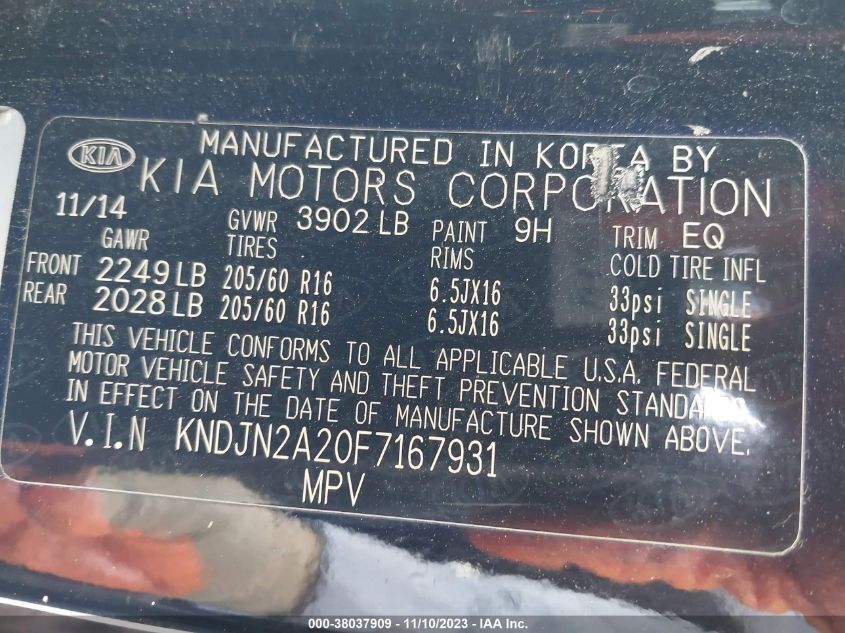 KIA
MANUFACTURED IN KOREA BY
KIA MOTORS CORPORATION
11/14 GVWR 3902 LB PAINT 9H TRIM EQ
GAWR TIRES RIMS COLD TIRE INFL
FRONT 2249 LB 205/60 R16 6.5JX16 33psi SINGLE
REAR 2028 LB 205/60 R16 6.5JX16 33psi SINGLE
THIS VEHICLE CONFORMS TO ALL APPLICABLE U.S.A. FEDERAL
MOTOR VEHICLE SAFETY AND THEFT PREVENTION STANDARDS
IN EFFECT ON THE DATE OF MANUFACTURE SHOWN ABOVE.
V.I.N KNDJN2A20F7167931
MPV
000-38037909 - 11/10/2023 - IAA Inc.